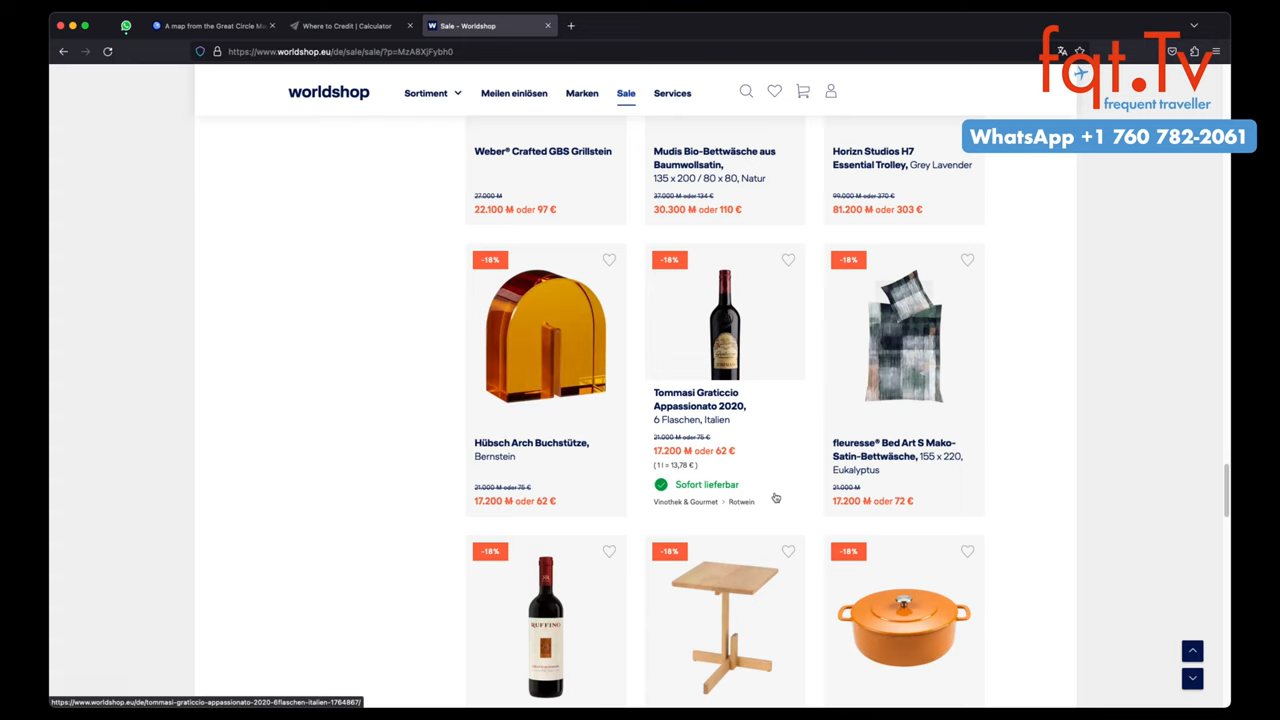 A map from the Great Circle Ma
Where to Credit | Calculator
Sale – Worldshop
https://www.worldshop.eu/de/sale/sale/?p=MzA8XjFybh0
fqt.Tv
frequent traveller
WhatsApp +1 760 782-2061
worldshop
Sortiment
Meilen einlösen
Marken
Sale
Services
Weber® Crafted GBS Grillstein
27.000 M
22.100 M oder 97 €
Mudis Bio-Bettwäsche aus
Baumwollsatin,
135 x 200 / 80 x 80, Natur
37.000 M oder 134 €
30.300 M oder 110 €
Horizn Studios H7
Essential Trolley, Grey Lavender
99.000 M oder 370 €
81.200 M oder 303 €
-18%
Hübsch Arch Buchstütze,
Bernstein
21.000 M oder 75 €
17.200 M oder 62 €
-18%
Tommasi Graticcio
Appassionato 2020,
6 Flaschen, Italien
21.000 M oder 75 €
17.200 M oder 62 €
( 1 l = 13,78 € )
Sofort lieferbar
Vinothek & Gourmet > Rotwein
-18%
fleuresse® Bed Art S Mako-
Satin-Bettwäsche, 155 x 220,
Eukalyptus
21.000 M
17.200 M oder 72 €
-18%
RUFFINO
-18%
-18%
https://www.worldshop.eu/de/tommasi-graticcio-appassionato-2020-6flaschen-italien-1764867/